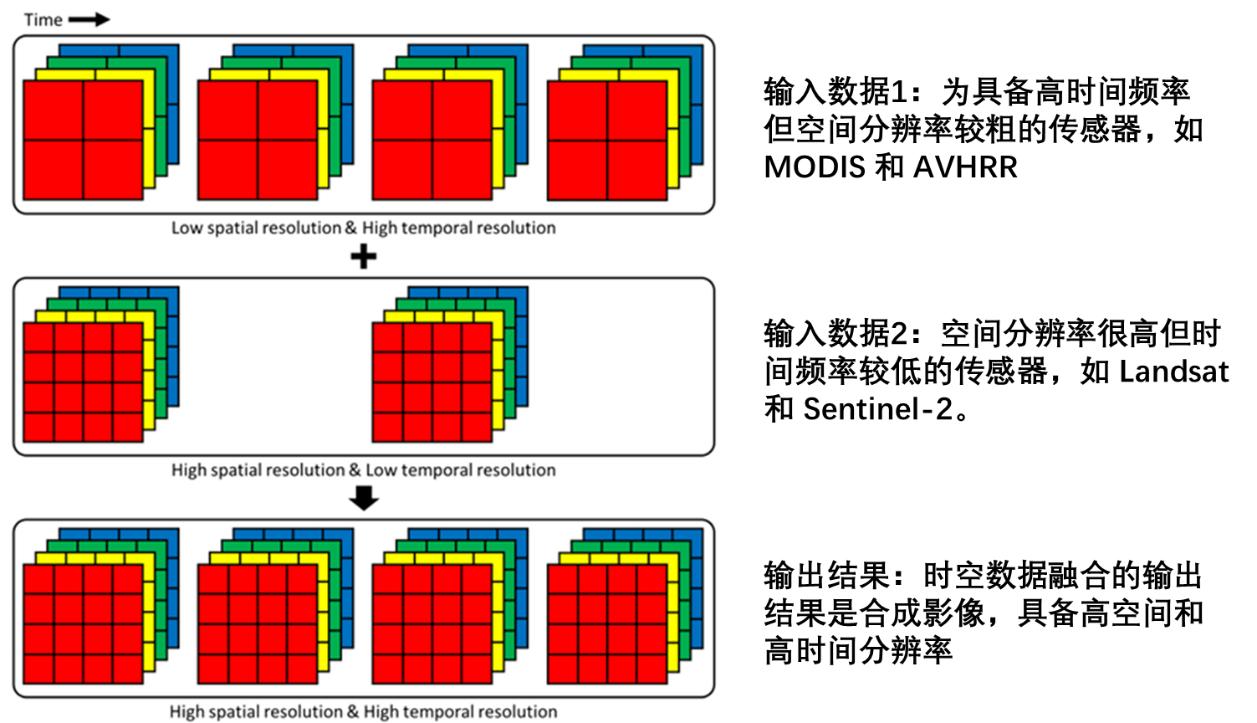 Time
输入数据1：为具备高时间频率
但空间分辨率较粗的传感器，如
MODIS 和 AVHRR
Low spatial resolution & High temporal resolution
+
输入数据2：空间分辨率很高但时
间频率较低的传感器，如 Landsat
和 Sentinel-2。
High spatial resolution & Low temporal resolution
输出结果：时空数据融合的输出
结果是合成影像，具备高空间和
高时间分辨率
High spatial resolution & High temporal resolution